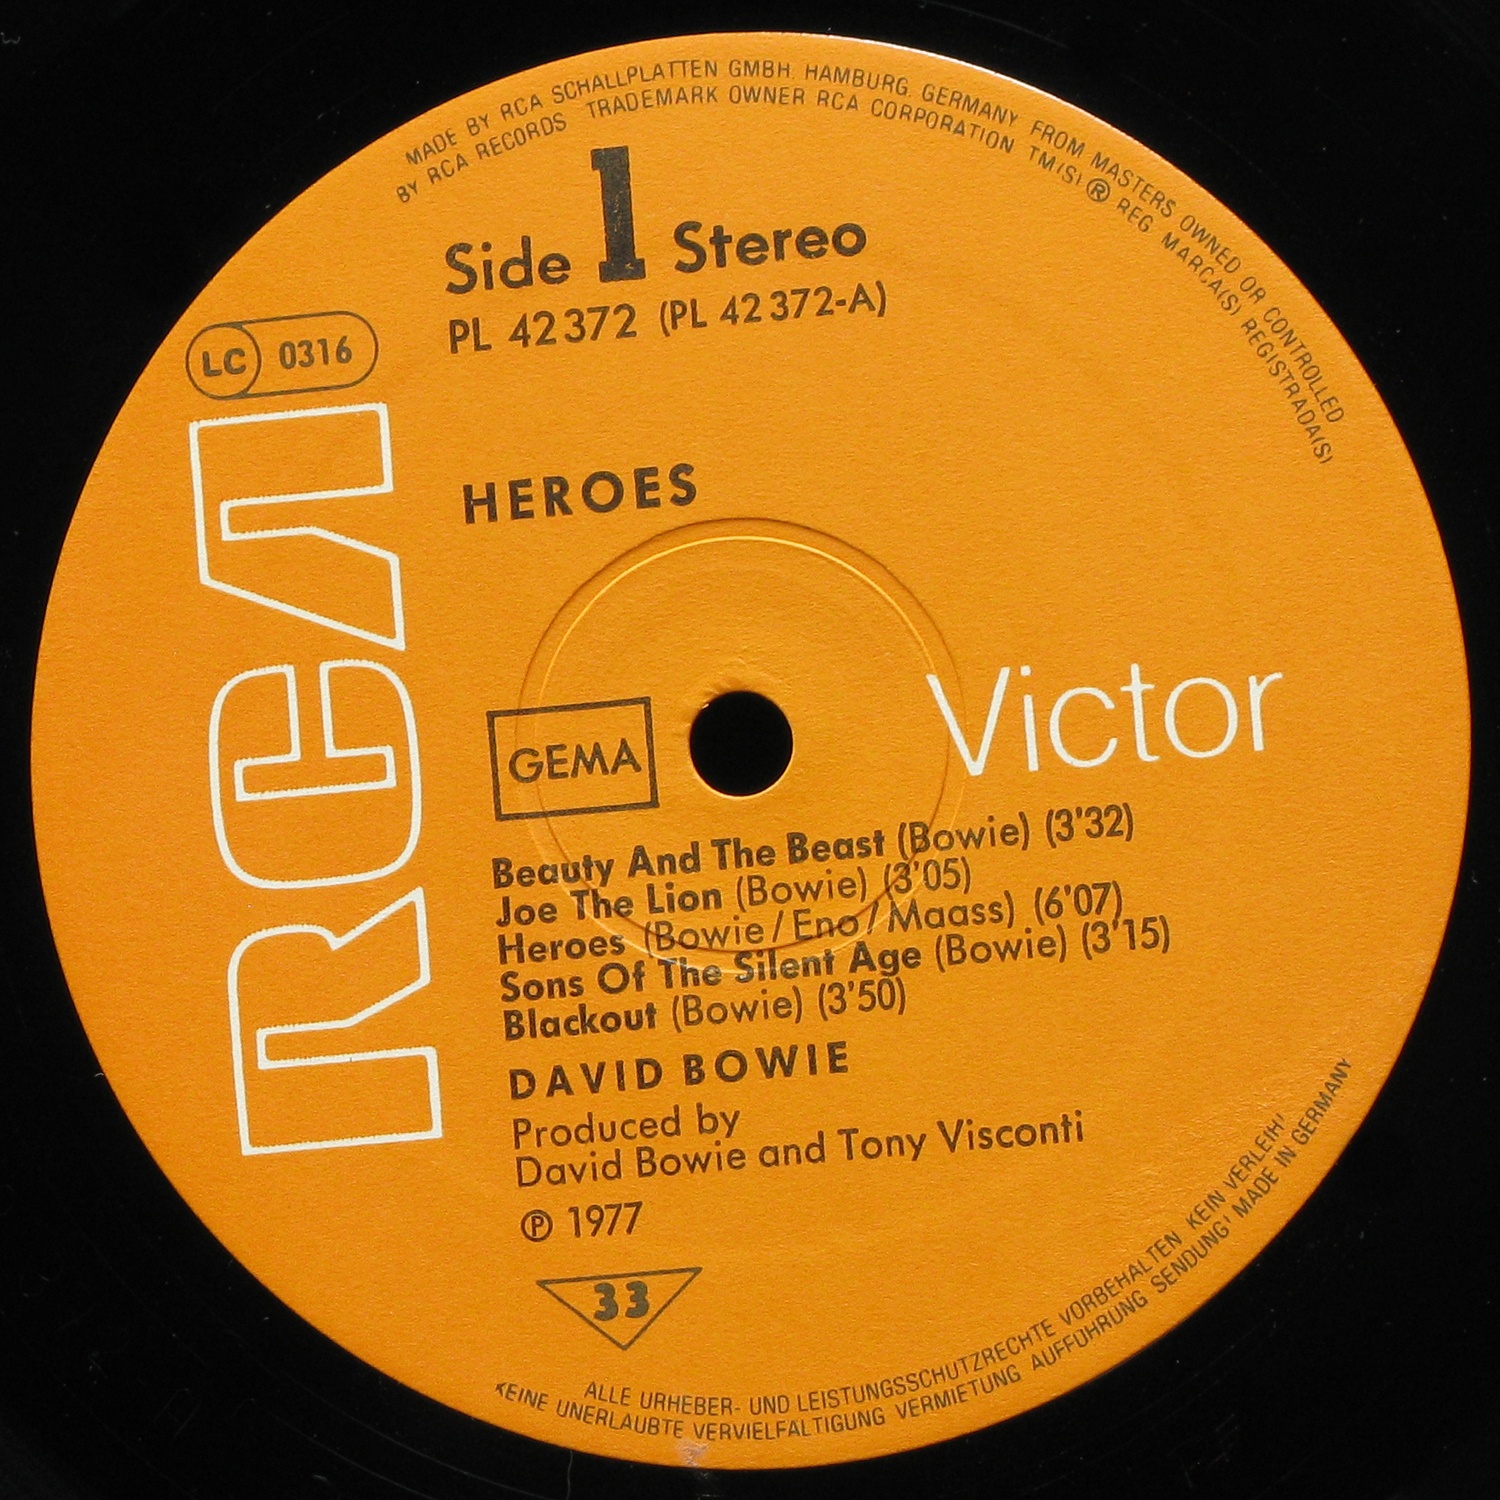 MADE BY RCA SCHALLPLATTEN GMBH. HAMBURG. GERMANY FROM MASTERS OWNED OR CONTROLLED
BY RCA RECORDS TRADEMARK OWNER RCA CORPORATION TM(S) ® REG. MARCA(S) REGISTRADA(S)
Side 1 Stereo
PL 42372 (PL 42372-A)
LC 0316
RCA
HEROES
Victor
GEMA
Beauty And The Beast (Bowie) (3'32)
Joe The Lion (Bowie) (3'05)
Heroes (Bowie/Eno/Maass) (6'07)
Sons Of The Silent Age (Bowie) (3'15)
Blackout (Bowie) (3'50)
DAVID BOWIE
Produced by
David Bowie and Tony Visconti
℗ 1977
33
ALLE URHEBER- UND LEISTUNGSSCHUTZRECHTE VORBEHALTEN KEIN VERLEIH!
KEINE UNERLAUBTE VERVIELFALTIGUNG VERMIETUNG AUFFUHRUNG SENDUNG! MADE IN GERMANY